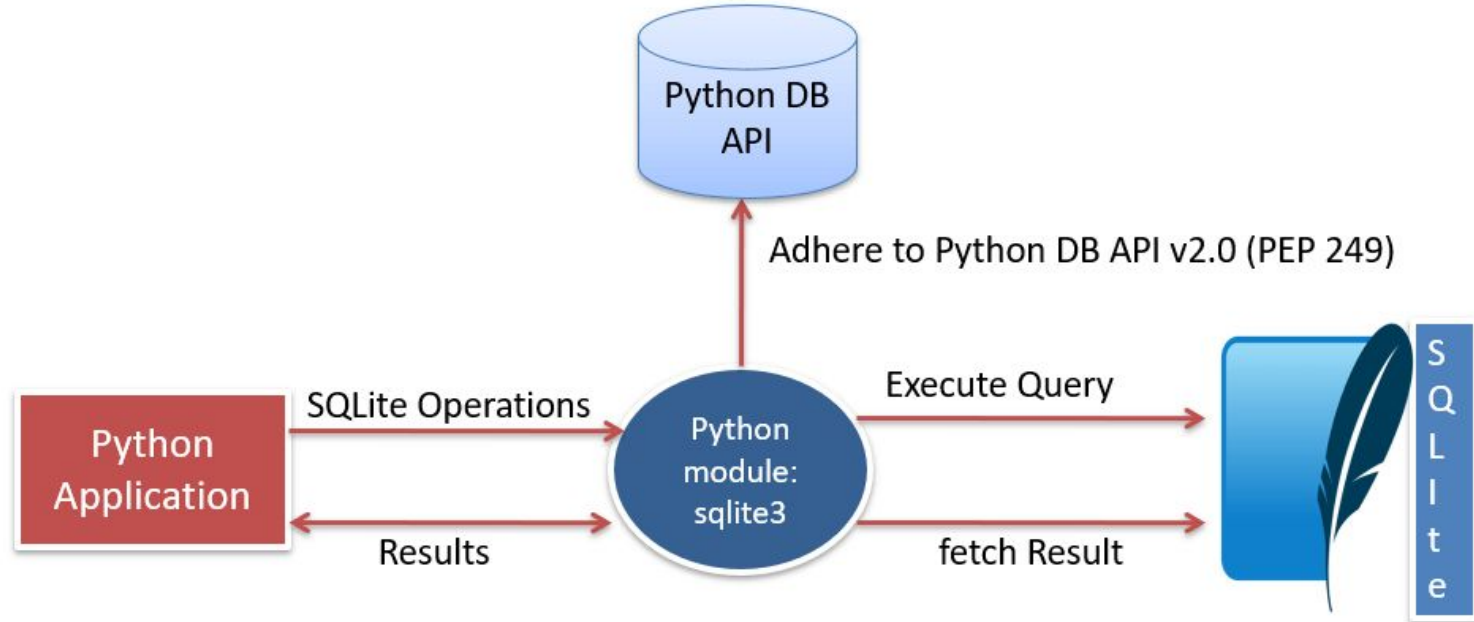 Python DB
API
Adhere to Python DB API v2.0 (PEP 249)
SQLite Operations
Execute Query
Python
Application
Python
module:
sqlite3
Results
fetch Result
S
Q
L
I
t
e